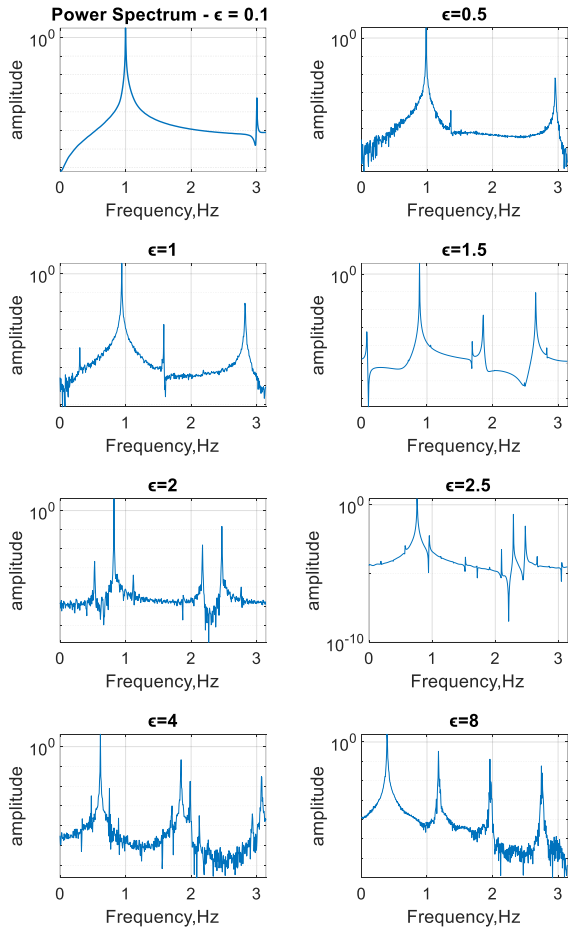 Power Spectrum - ϵ = 0.1
10^0
amplitude
0 1 2 3
Frequency,Hz
ϵ=0.5
10^0
amplitude
0 1 2 3
Frequency,Hz
ϵ=1
10^0
amplitude
0 1 2 3
Frequency,Hz
ϵ=1.5
10^0
amplitude
0 1 2 3
Frequency,Hz
ϵ=2
10^0
amplitude
0 1 2 3
Frequency,Hz
ϵ=2.5
10^0
amplitude
10^-10
0 1 2 3
Frequency,Hz
ϵ=4
10^0
amplitude
0 1 2 3
Frequency,Hz
ϵ=8
10^0
amplitude
0 1 2 3
Frequency,Hz